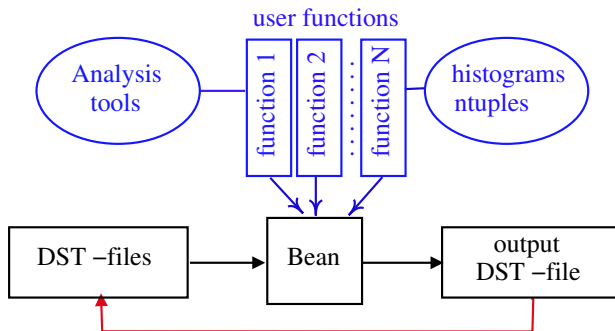 user functions
Analysis
tools
function 1
function 2
........
function N
histograms
ntuples
DST –files
Bean
output
DST –file